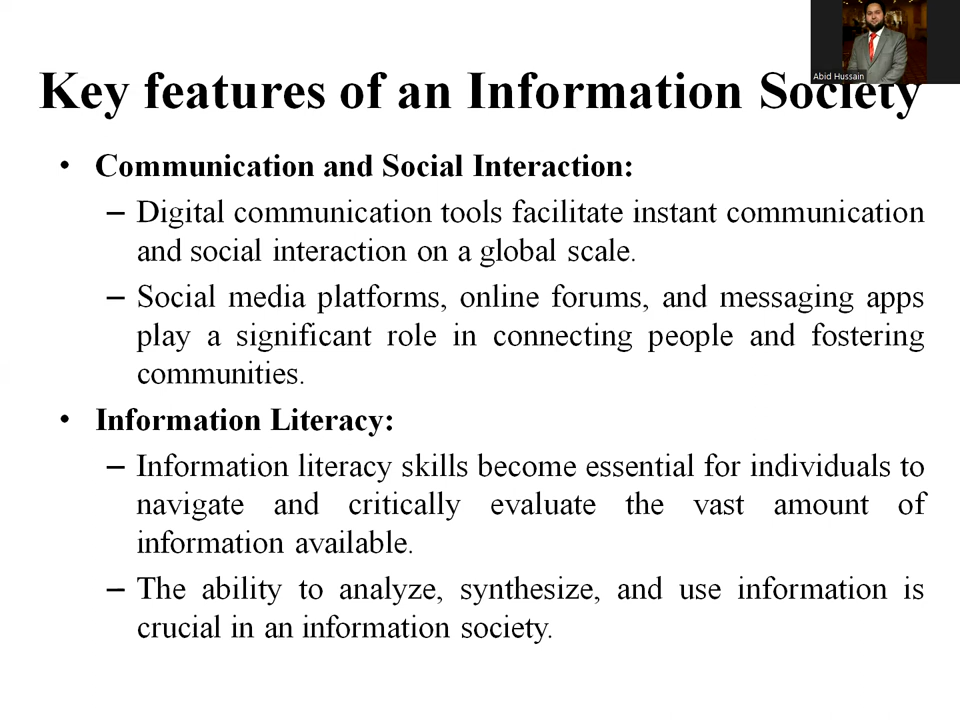 Abid Hussain
Key features of an Information Society
• Communication and Social Interaction:
– Digital communication tools facilitate instant communication
and social interaction on a global scale.
– Social media platforms, online forums, and messaging apps
play a significant role in connecting people and fostering
communities.
• Information Literacy:
– Information literacy skills become essential for individuals to
navigate and critically evaluate the vast amount of
information available.
– The ability to analyze, synthesize, and use information is
crucial in an information society.